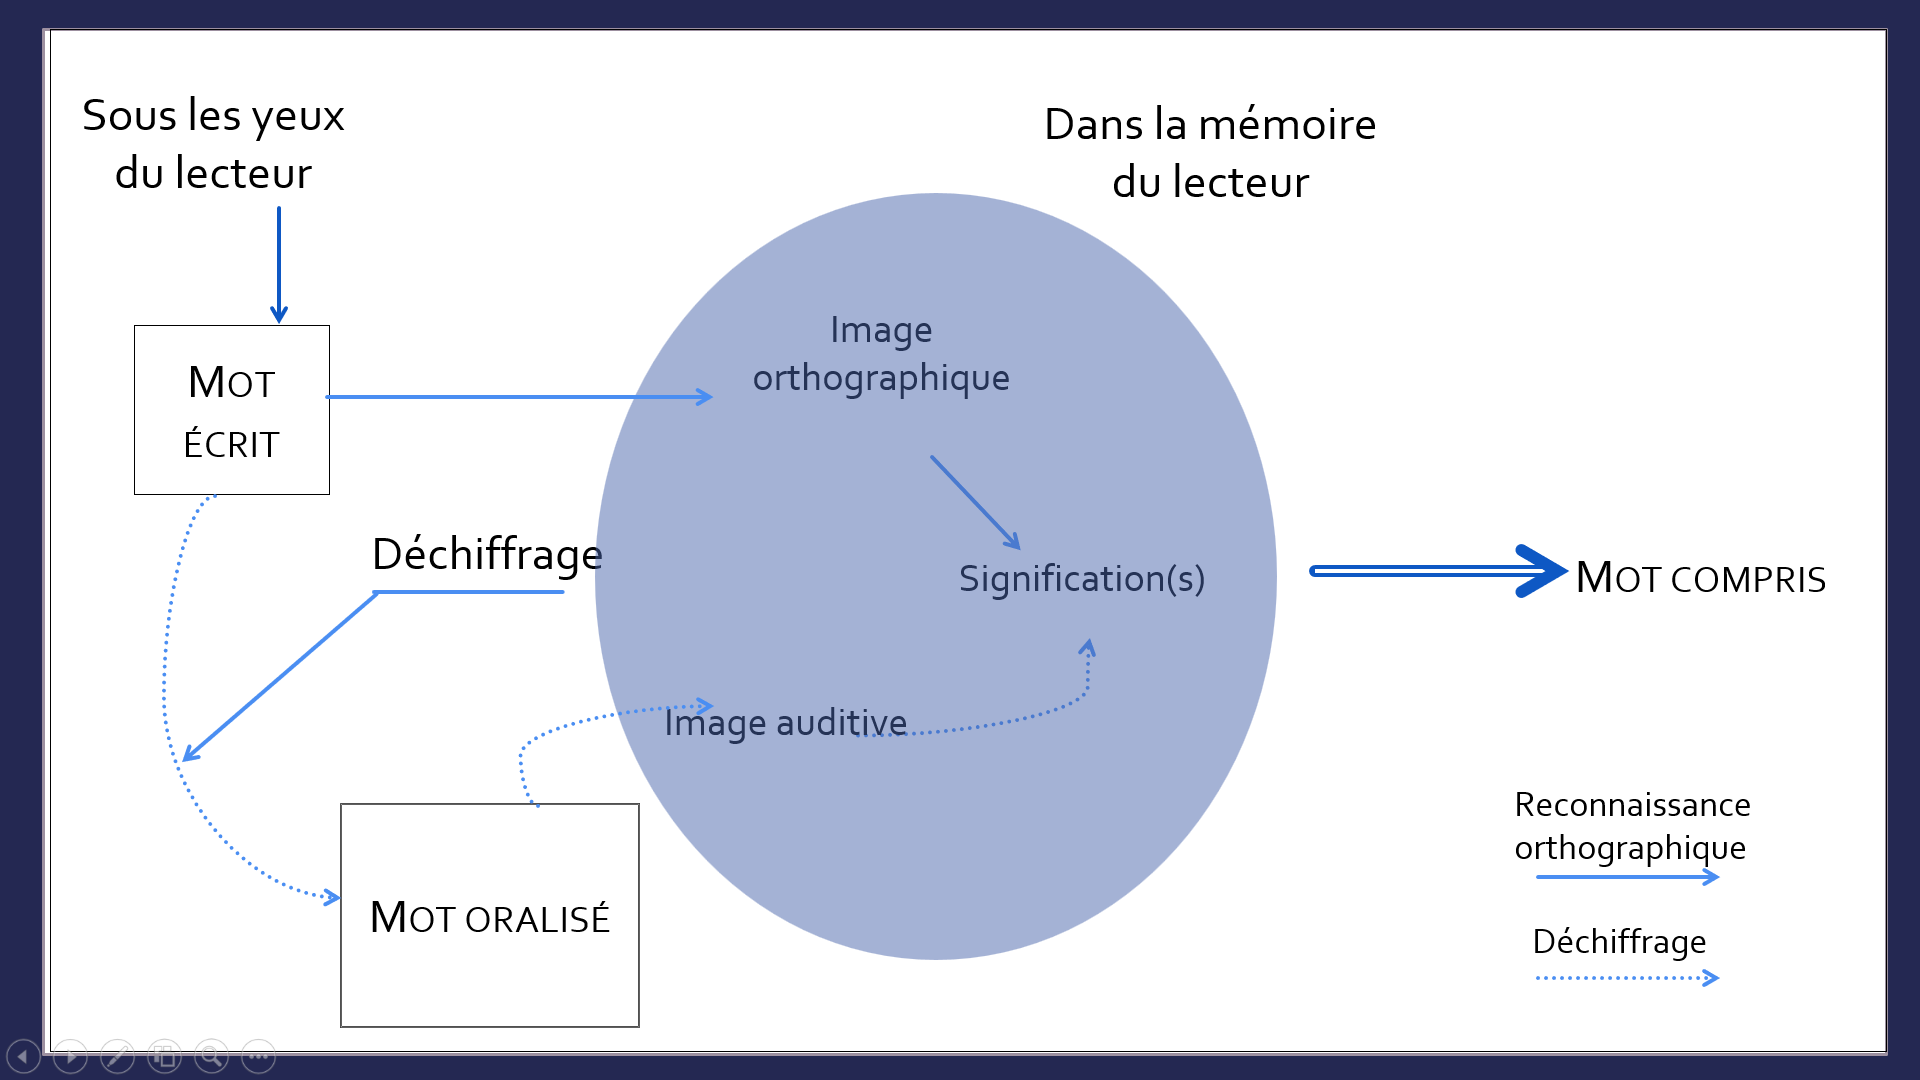 Sous les yeux
du lecteur
Dans la mémoire
du lecteur
Image
orthographique
MOT
ÉCRIT
Déchiffrage
Signification(s)
MOT COMPRIS
Image auditive
MOT ORALISÉ
Reconnaissance
orthographique
Déchiffrage